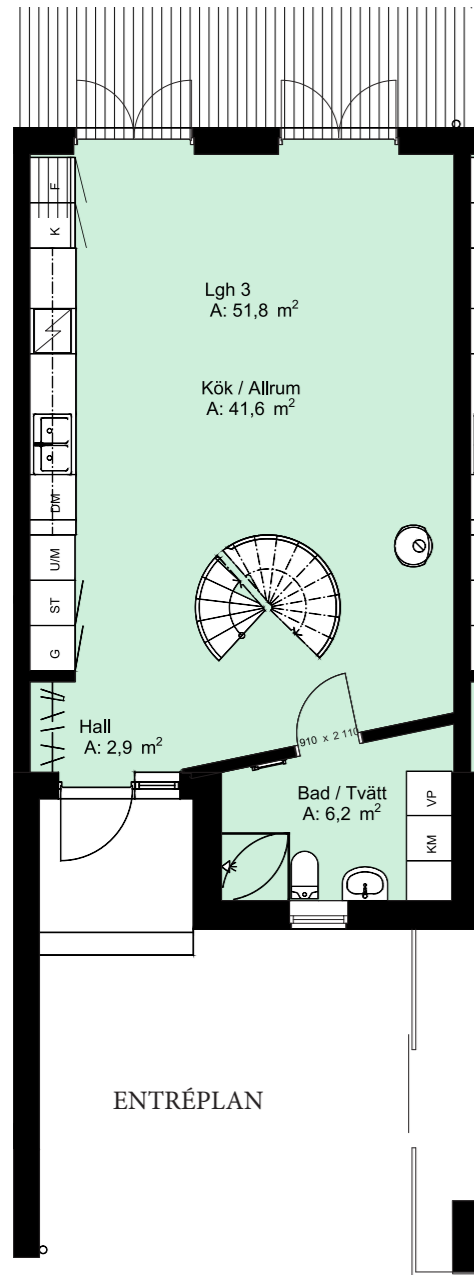 F
K
Lgh 3
A: 51,8 m²
Kök / Allrum
A: 41,6 m²
DM
U/M
ST
G
Hall
A: 2,9 m²
910 x 2 110
Bad / Tvätt
A: 6,2 m²
VP
KM
ENTRÉPLAN